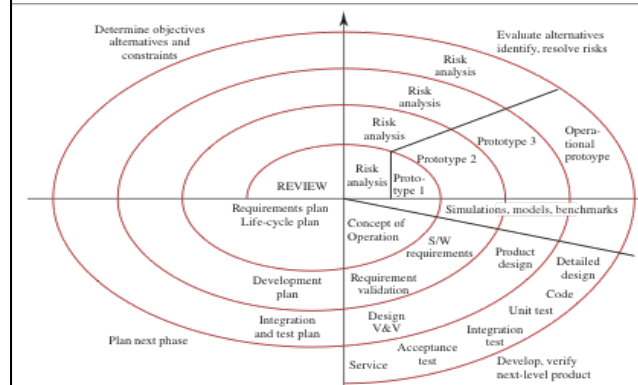 Determine objectives
alternatives and
constraints
Evaluate alternatives
identify, resolve risks
Risk
analysis
Risk
analysis
Risk
analysis
Risk
analysis
Proto-
type 1
Prototype 2
Prototype 3
Opera-
tional
protoype
REVIEW
Requirements plan
Life-cycle plan
Simulations, models, benchmarks
Concept of
Operation
S/W
requirements
Product
design
Detailed
design
Development
plan
Requirement
validation
Code
Unit test
Integration
and test plan
Design
V&V
Integration
test
Plan next phase
Acceptance
test
Service
Develop, verify
next-level product